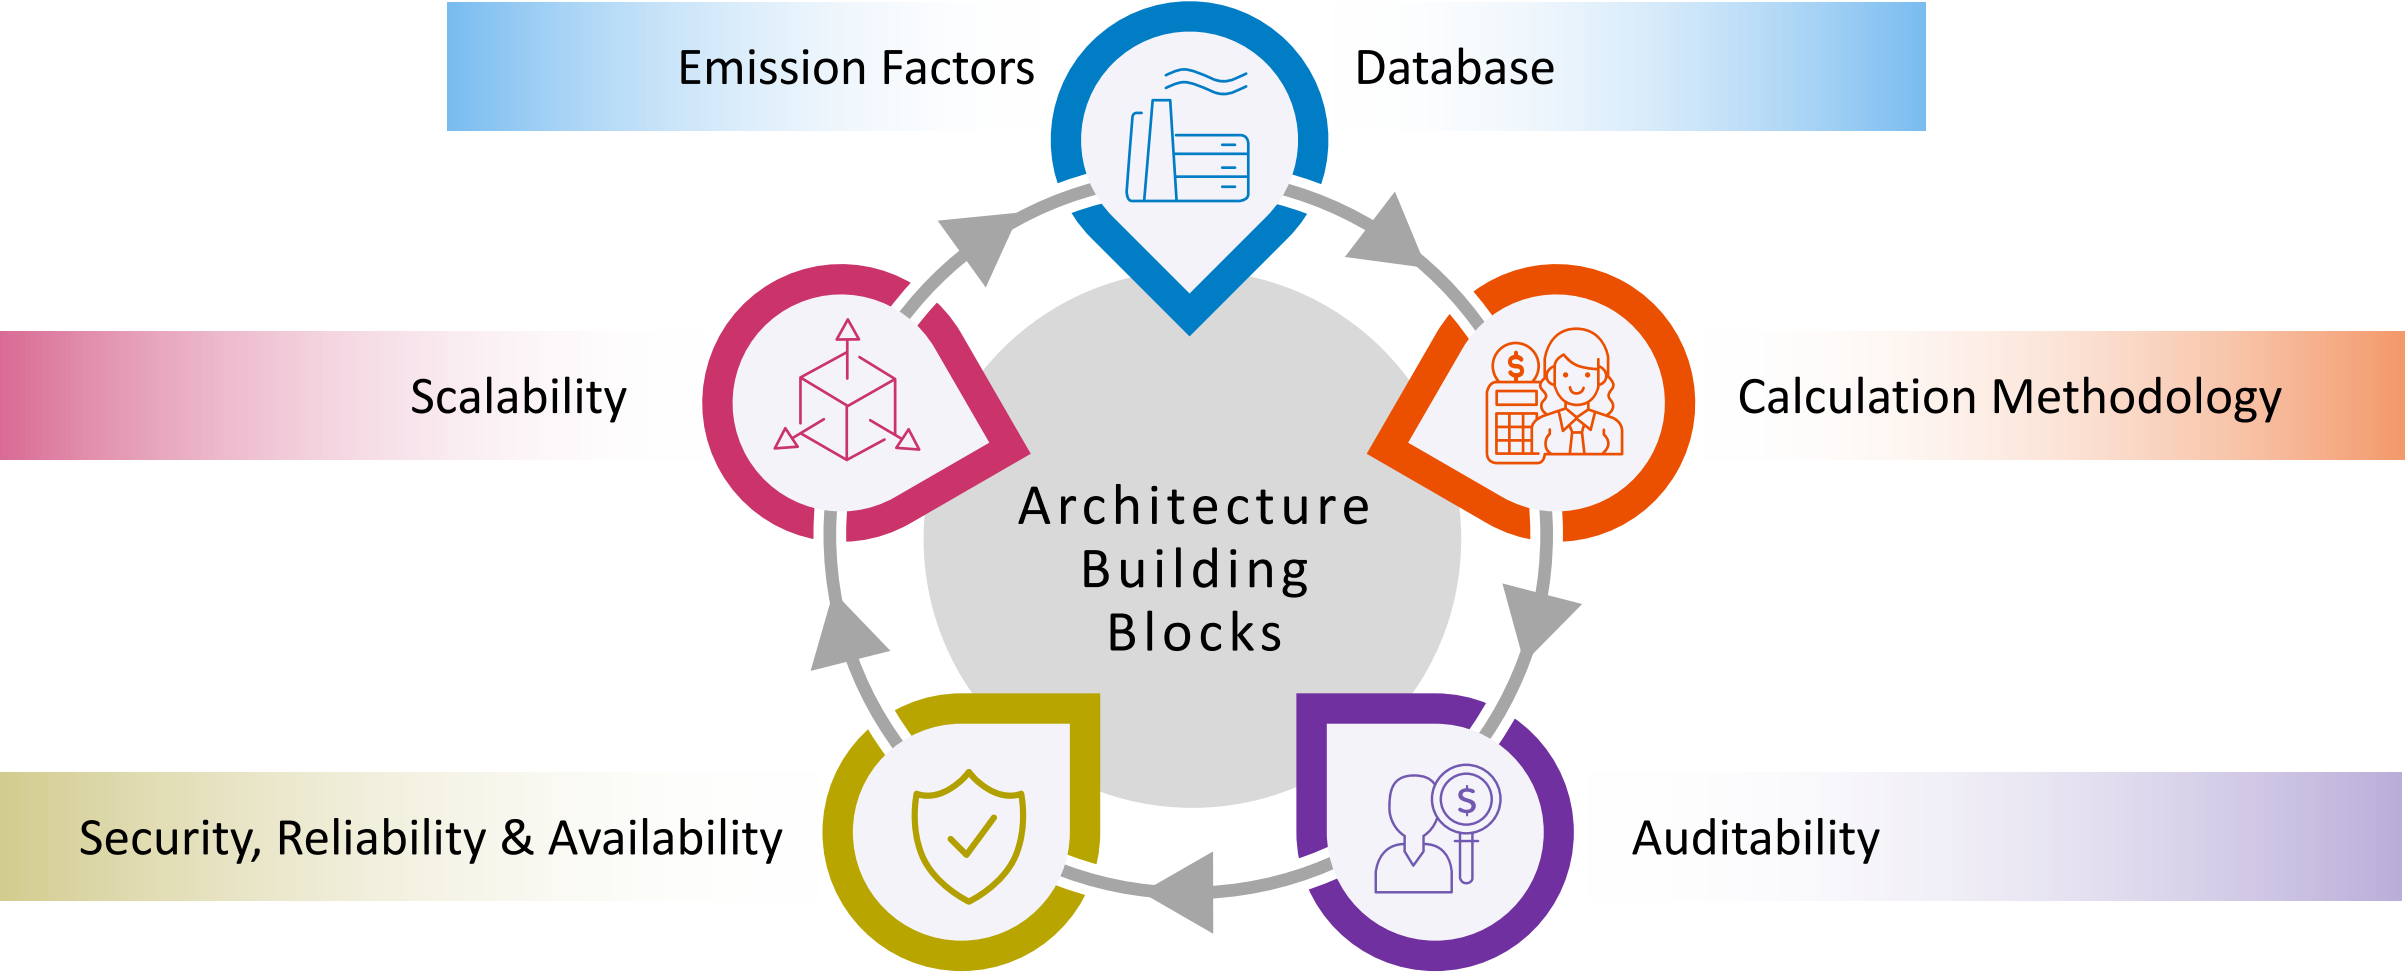 Emission Factors Database
Scalability
Calculation Methodology
Architecture
Building
Blocks
Security, Reliability & Availability
Auditability
$
$